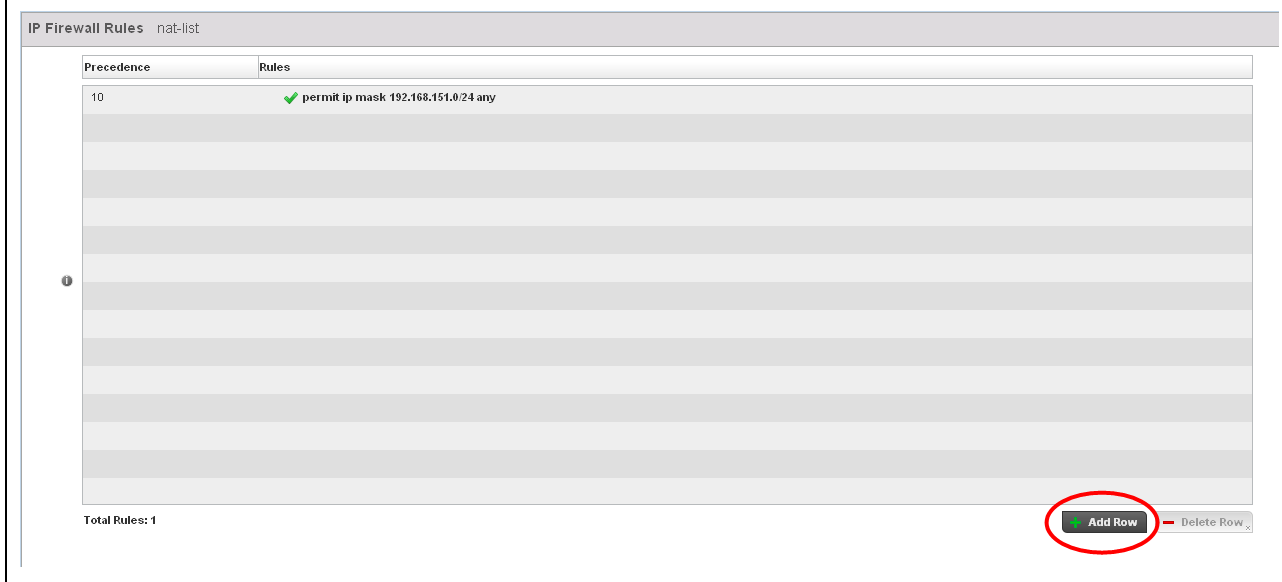 IP Firewall Rules nat-list
Precedence Rules
10 permit ip mask 192.168.151.0/24 any
Total Rules: 1 Add Row Delete Row